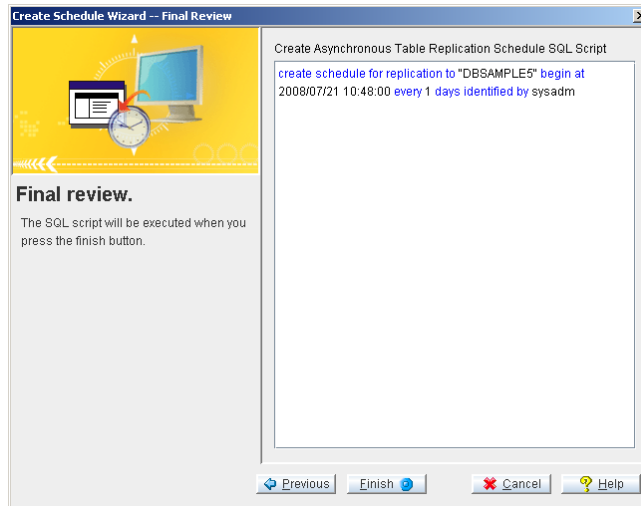 Create Schedule Wizard -- Final Review
Create Asynchronous Table Replication Schedule SQL Script
create schedule for replication to "DBSAMPLE5" begin at
2008/07/21 10:48:00 every 1 days identified by sysadm
Final review.
The SQL script will be executed when you
press the finish button.
Previous
Finish
Cancel
Help